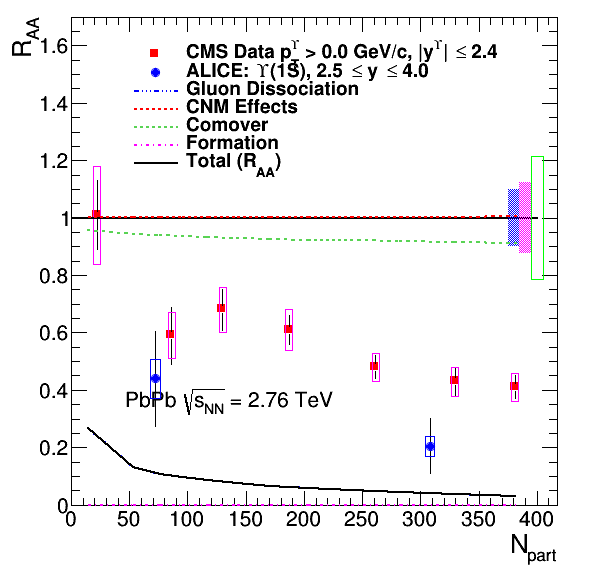 R_AA
1.6
1.4
1.2
1
0.8
0.6
0.4
0.2
0
CMS Data p_T^ϒ > 0.0 GeV/c, |y^ϒ| ≤ 2.4
ALICE: ϒ(1S), 2.5 ≤ y ≤ 4.0
Gluon Dissociation
CNM Effects
Comover
Formation
Total (R_AA)
PbPb √s_NN = 2.76 TeV
0 50 100 150 200 250 300 350 400
N_part